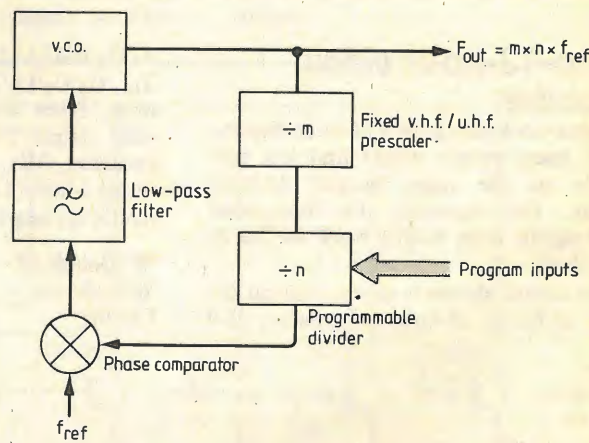 v.c.o.
F_out = m×n×f_ref
÷ m
Fixed v.h.f./u.h.f.
prescaler
Low-pass
filter
÷ n
Program inputs
Programmable
divider
Phase comparator
f_ref